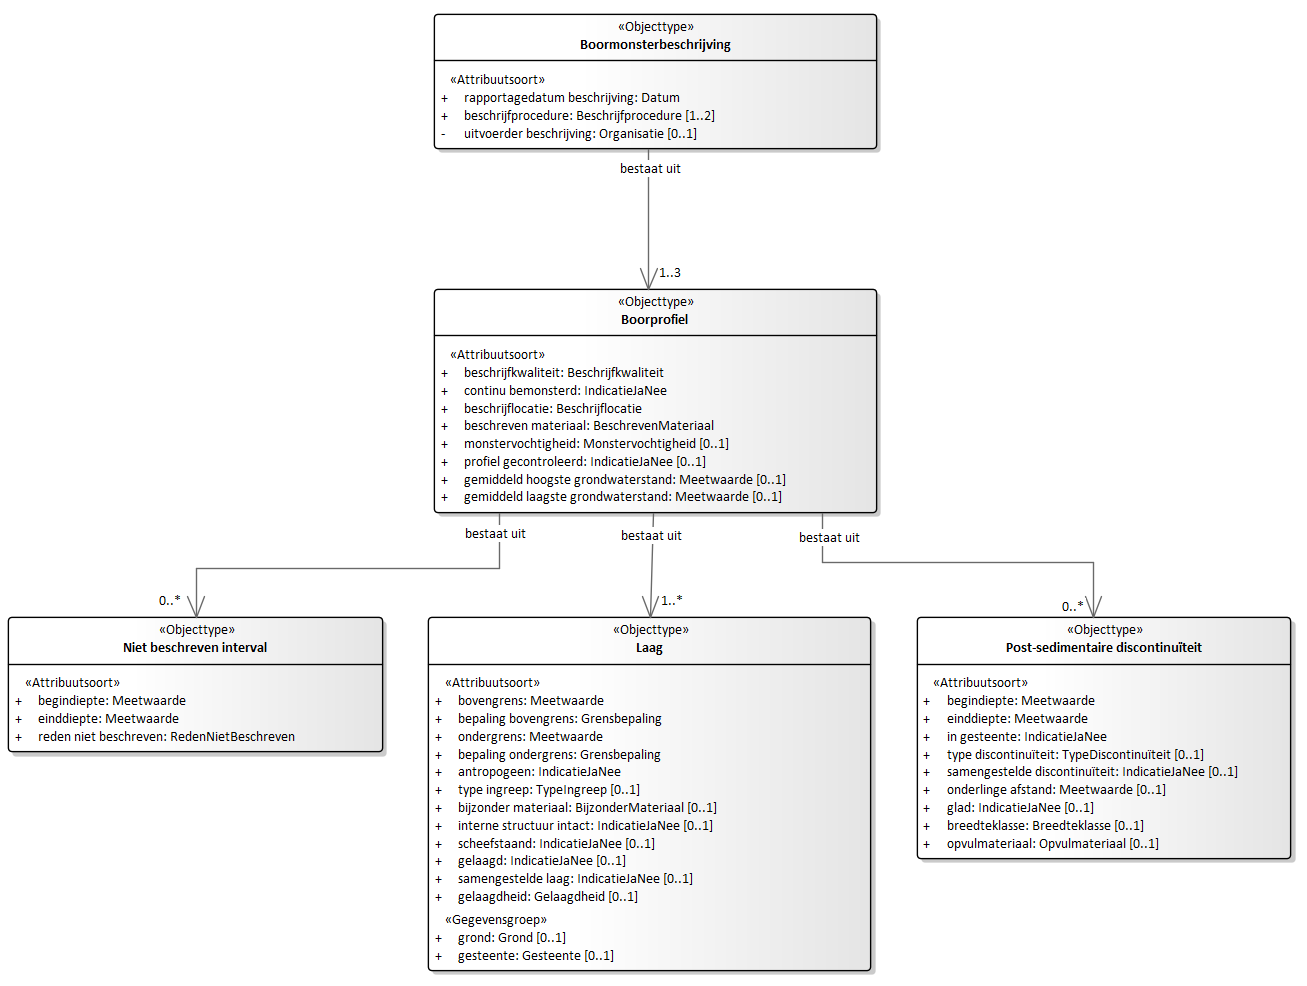 «Objecttype»
Boormonsterbeschrijving
«Attribuutsoort»
+ rapportagedatum beschrijving: Datum
+ beschrijfprocedure: Beschrijfprocedure [1..2]
- uitvoerder beschrijving: Organisatie [0..1]
bestaat uit
1..3
«Objecttype»
Boorprofiel
«Attribuutsoort»
+ beschrijfkwaliteit: Beschrijfkwaliteit
+ continu bemonsterd: IndicatieJaNee
+ beschrijflocatie: Beschrijflocatie
+ beschreven materiaal: BeschrevenMateriaal
+ monstervochtigheid: Monstervochtigheid [0..1]
+ profiel gecontroleerd: IndicatieJaNee [0..1]
+ gemiddeld hoogste grondwaterstand: Meetwaarde [0..1]
+ gemiddeld laagste grondwaterstand: Meetwaarde [0..1]
bestaat uit
bestaat uit
bestaat uit
0..*
1..*
0..*
«Objecttype»
Niet beschreven interval
«Attribuutsoort»
+ begindiepte: Meetwaarde
+ einddiepte: Meetwaarde
+ reden niet beschreven: RedenNietBeschreven
«Objecttype»
Laag
«Attribuutsoort»
+ bovengrens: Meetwaarde
+ bepaling bovengrens: Grensbepaling
+ ondergrens: Meetwaarde
+ bepaling ondergrens: Grensbepaling
+ antropogeen: IndicatieJaNee
+ type ingreep: TypeIngreep [0..1]
+ bijzonder materiaal: BijzonderMateriaal [0..1]
+ interne structuur intact: IndicatieJaNee [0..1]
+ scheefstaand: IndicatieJaNee [0..1]
+ gelaagd: IndicatieJaNee [0..1]
+ samengestelde laag: IndicatieJaNee [0..1]
+ gelaagdheid: Gelaagdheid [0..1]
«Gegevensgroep»
+ grond: Grond [0..1]
+ gesteente: Gesteente [0..1]
«Objecttype»
Post-sedimentaire discontinuïteit
«Attribuutsoort»
+ begindiepte: Meetwaarde
+ einddiepte: Meetwaarde
+ in gesteente: IndicatieJaNee
+ type discontinuïteit: TypeDiscontinuïteit [0..1]
+ samengestelde discontinuïteit: IndicatieJaNee [0..1]
+ onderlinge afstand: Meetwaarde [0..1]
+ glad: IndicatieJaNee [0..1]
+ breedteklasse: Breedteklasse [0..1]
+ opvulmateriaal: Opvulmateriaal [0..1]